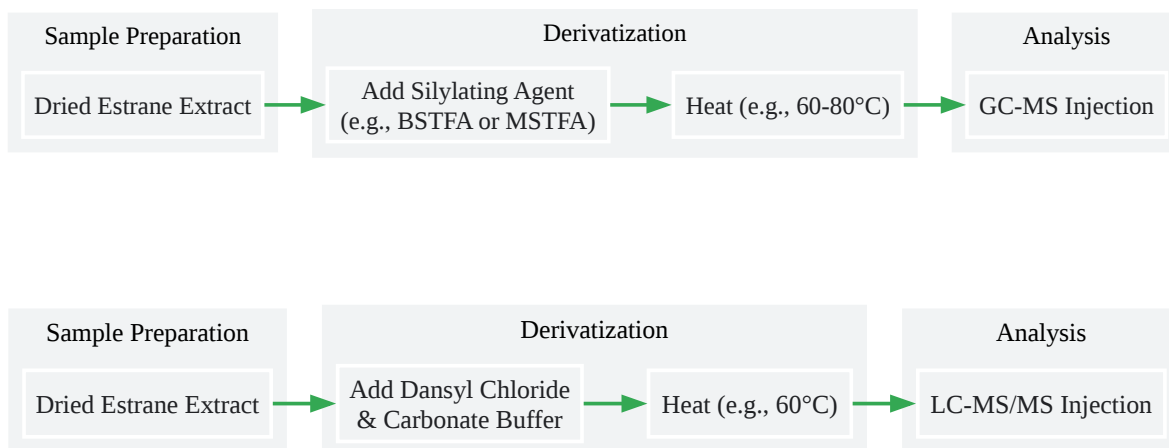 Sample Preparation
Dried Estrane Extract
Derivatization
Add Silylating Agent
(e.g., BSTFA or MSTFA)
Heat (e.g., 60-80°C)
Analysis
GC-MS Injection
Sample Preparation
Dried Estrane Extract
Derivatization
Add Dansyl Chloride
& Carbonate Buffer
Heat (e.g., 60°C)
Analysis
LC-MS/MS Injection